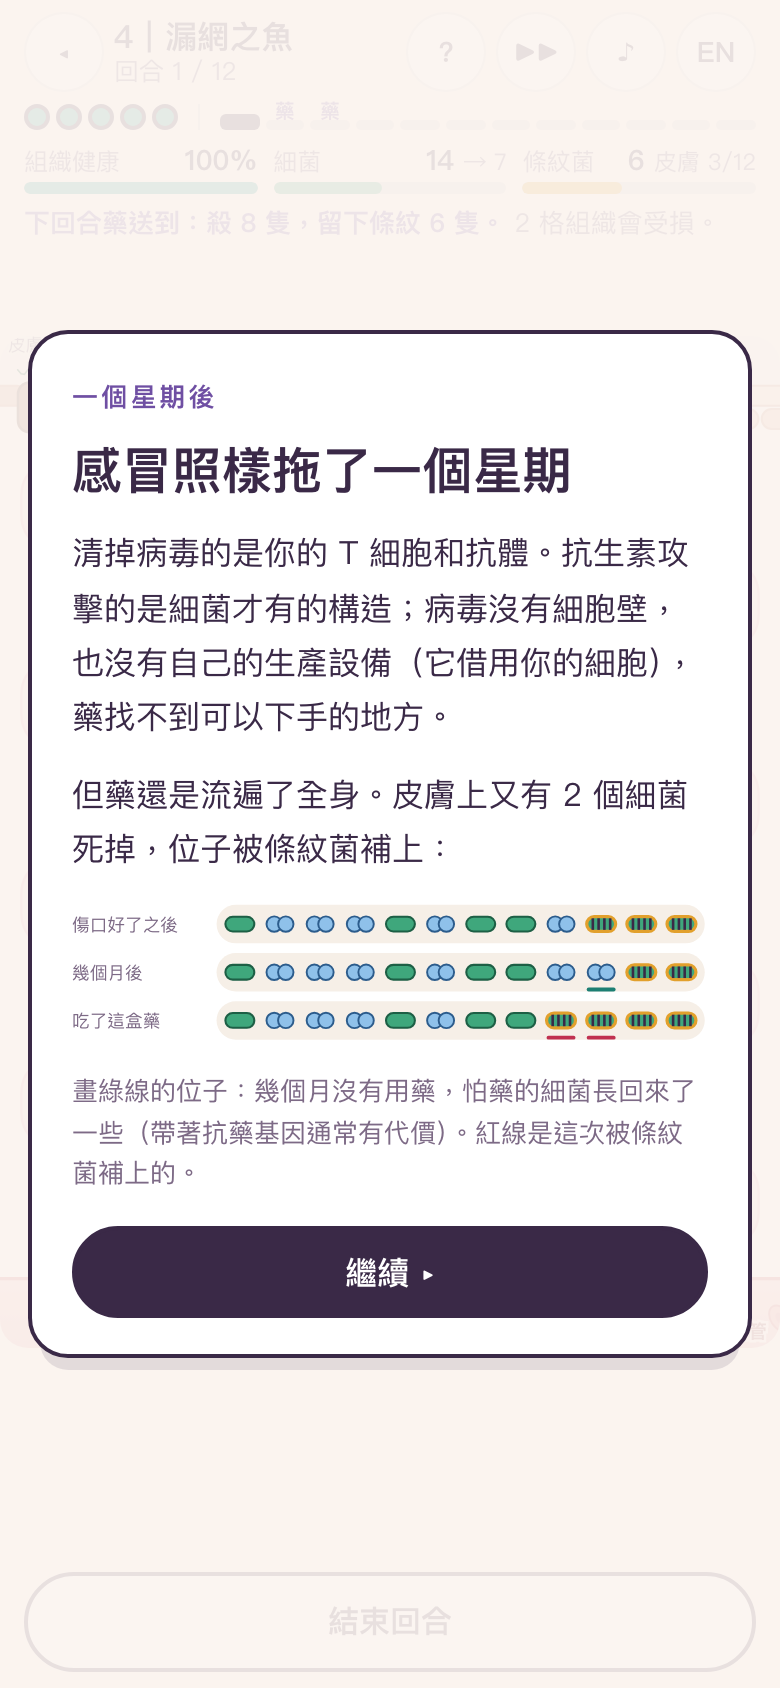 4｜漏網之魚
回合 1 / 12
?
EN
藥 藥
組織健康 100% 細菌 14 → 7 條紋菌 6 皮膚 3/12
下回合藥送到：殺 8 隻，留下條紋 6 隻。 2 格組織會受損。
一個星期後
感冒照樣拖了一個星期
清掉病毒的是你的 T 細胞和抗體。抗生素攻
擊的是細菌才有的構造；病毒沒有細胞壁，
也沒有自己的生產設備（它借用你的細胞），
藥找不到可以下手的地方。
但藥還是流遍了全身。皮膚上又有 2 個細菌
死掉，位子被條紋菌補上：
傷口好了之後
幾個月後
吃了這盒藥
畫綠線的位子：幾個月沒有用藥，怕藥的細菌長回來了
一些（帶著抗藥基因通常有代價）。紅線是這次被條紋
菌補上的。
繼續 ▸
結束回合